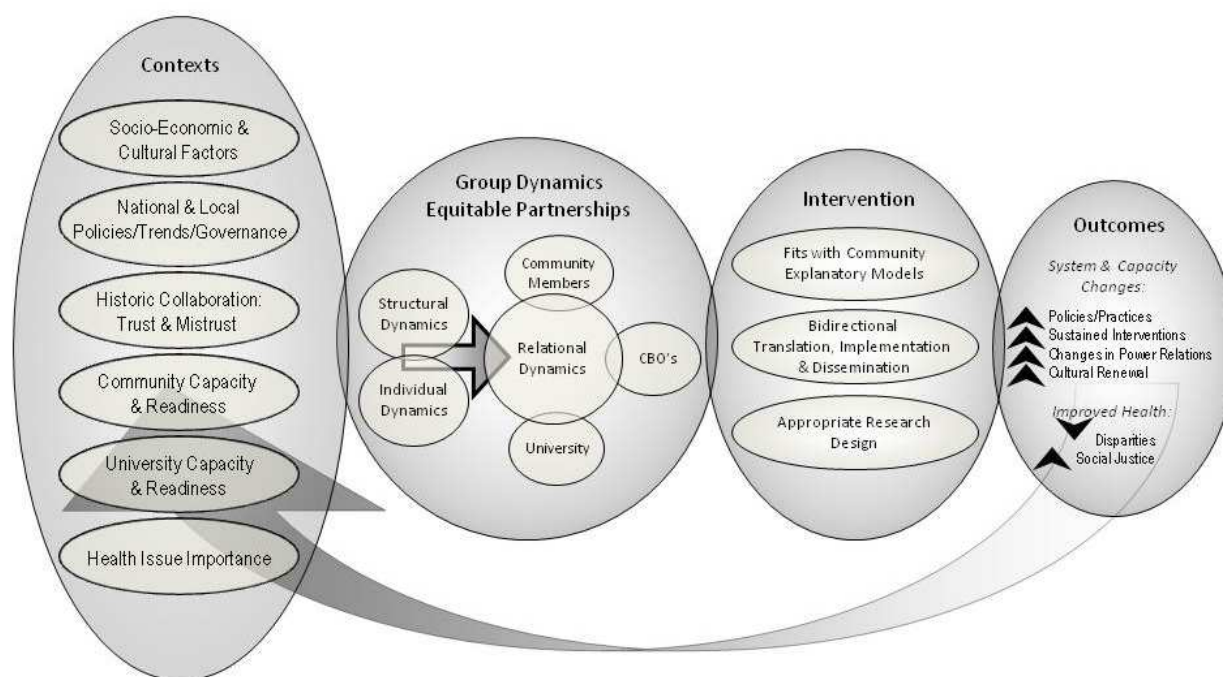 Contexts
Socio-Economic &
Cultural Factors
National & Local
Policies/Trends/Governance
Historic Collaboration:
Trust & Mistrust
Community Capacity
& Readiness
University Capacity
& Readiness
Health Issue Importance
Group Dynamics
Equitable Partnerships
Structural
Dynamics
Individual
Dynamics
Community
Members
Relational
Dynamics
CBO's
University
Intervention
Fits with Community
Explanatory Models
Bidirectional
Translation, Implementation
& Dissemination
Appropriate Research
Design
Outcomes
System & Capacity
Changes:
Policies/Practices
Sustained Interventions
Changes in Power Relations
Cultural Renewal
Improved Health:
Disparities
Social Justice